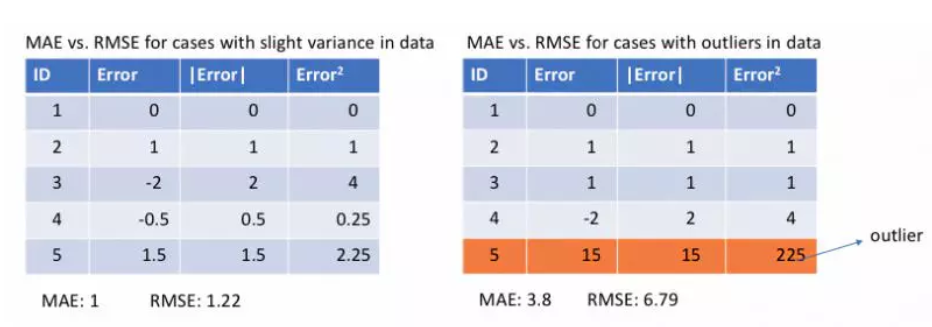 MAE vs. RMSE for cases with slight variance in data
ID Error |Error| Error²
1 0 0 0
2 1 1 1
3 -2 2 4
4 -0.5 0.5 0.25
5 1.5 1.5 2.25
MAE: 1 RMSE: 1.22
MAE vs. RMSE for cases with outliers in data
ID Error |Error| Error²
1 0 0 0
2 1 1 1
3 1 1 1
4 -2 2 4
5 15 15 225
outlier
MAE: 3.8 RMSE: 6.79